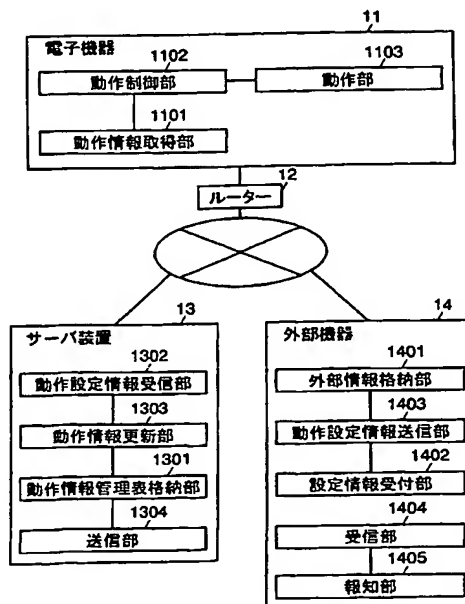 11
電子機器
1102
動作制御部
1103
動作部
1101
動作情報取得部
12
ルーター
13
サーバ装置
1302
動作設定情報受信部
1303
動作情報更新部
1301
動作情報管理表格納部
1304
送信部
14
外部機器
1401
外部情報格納部
1403
動作設定情報送信部
1402
設定情報受付部
1404
受信部
1405
報知部